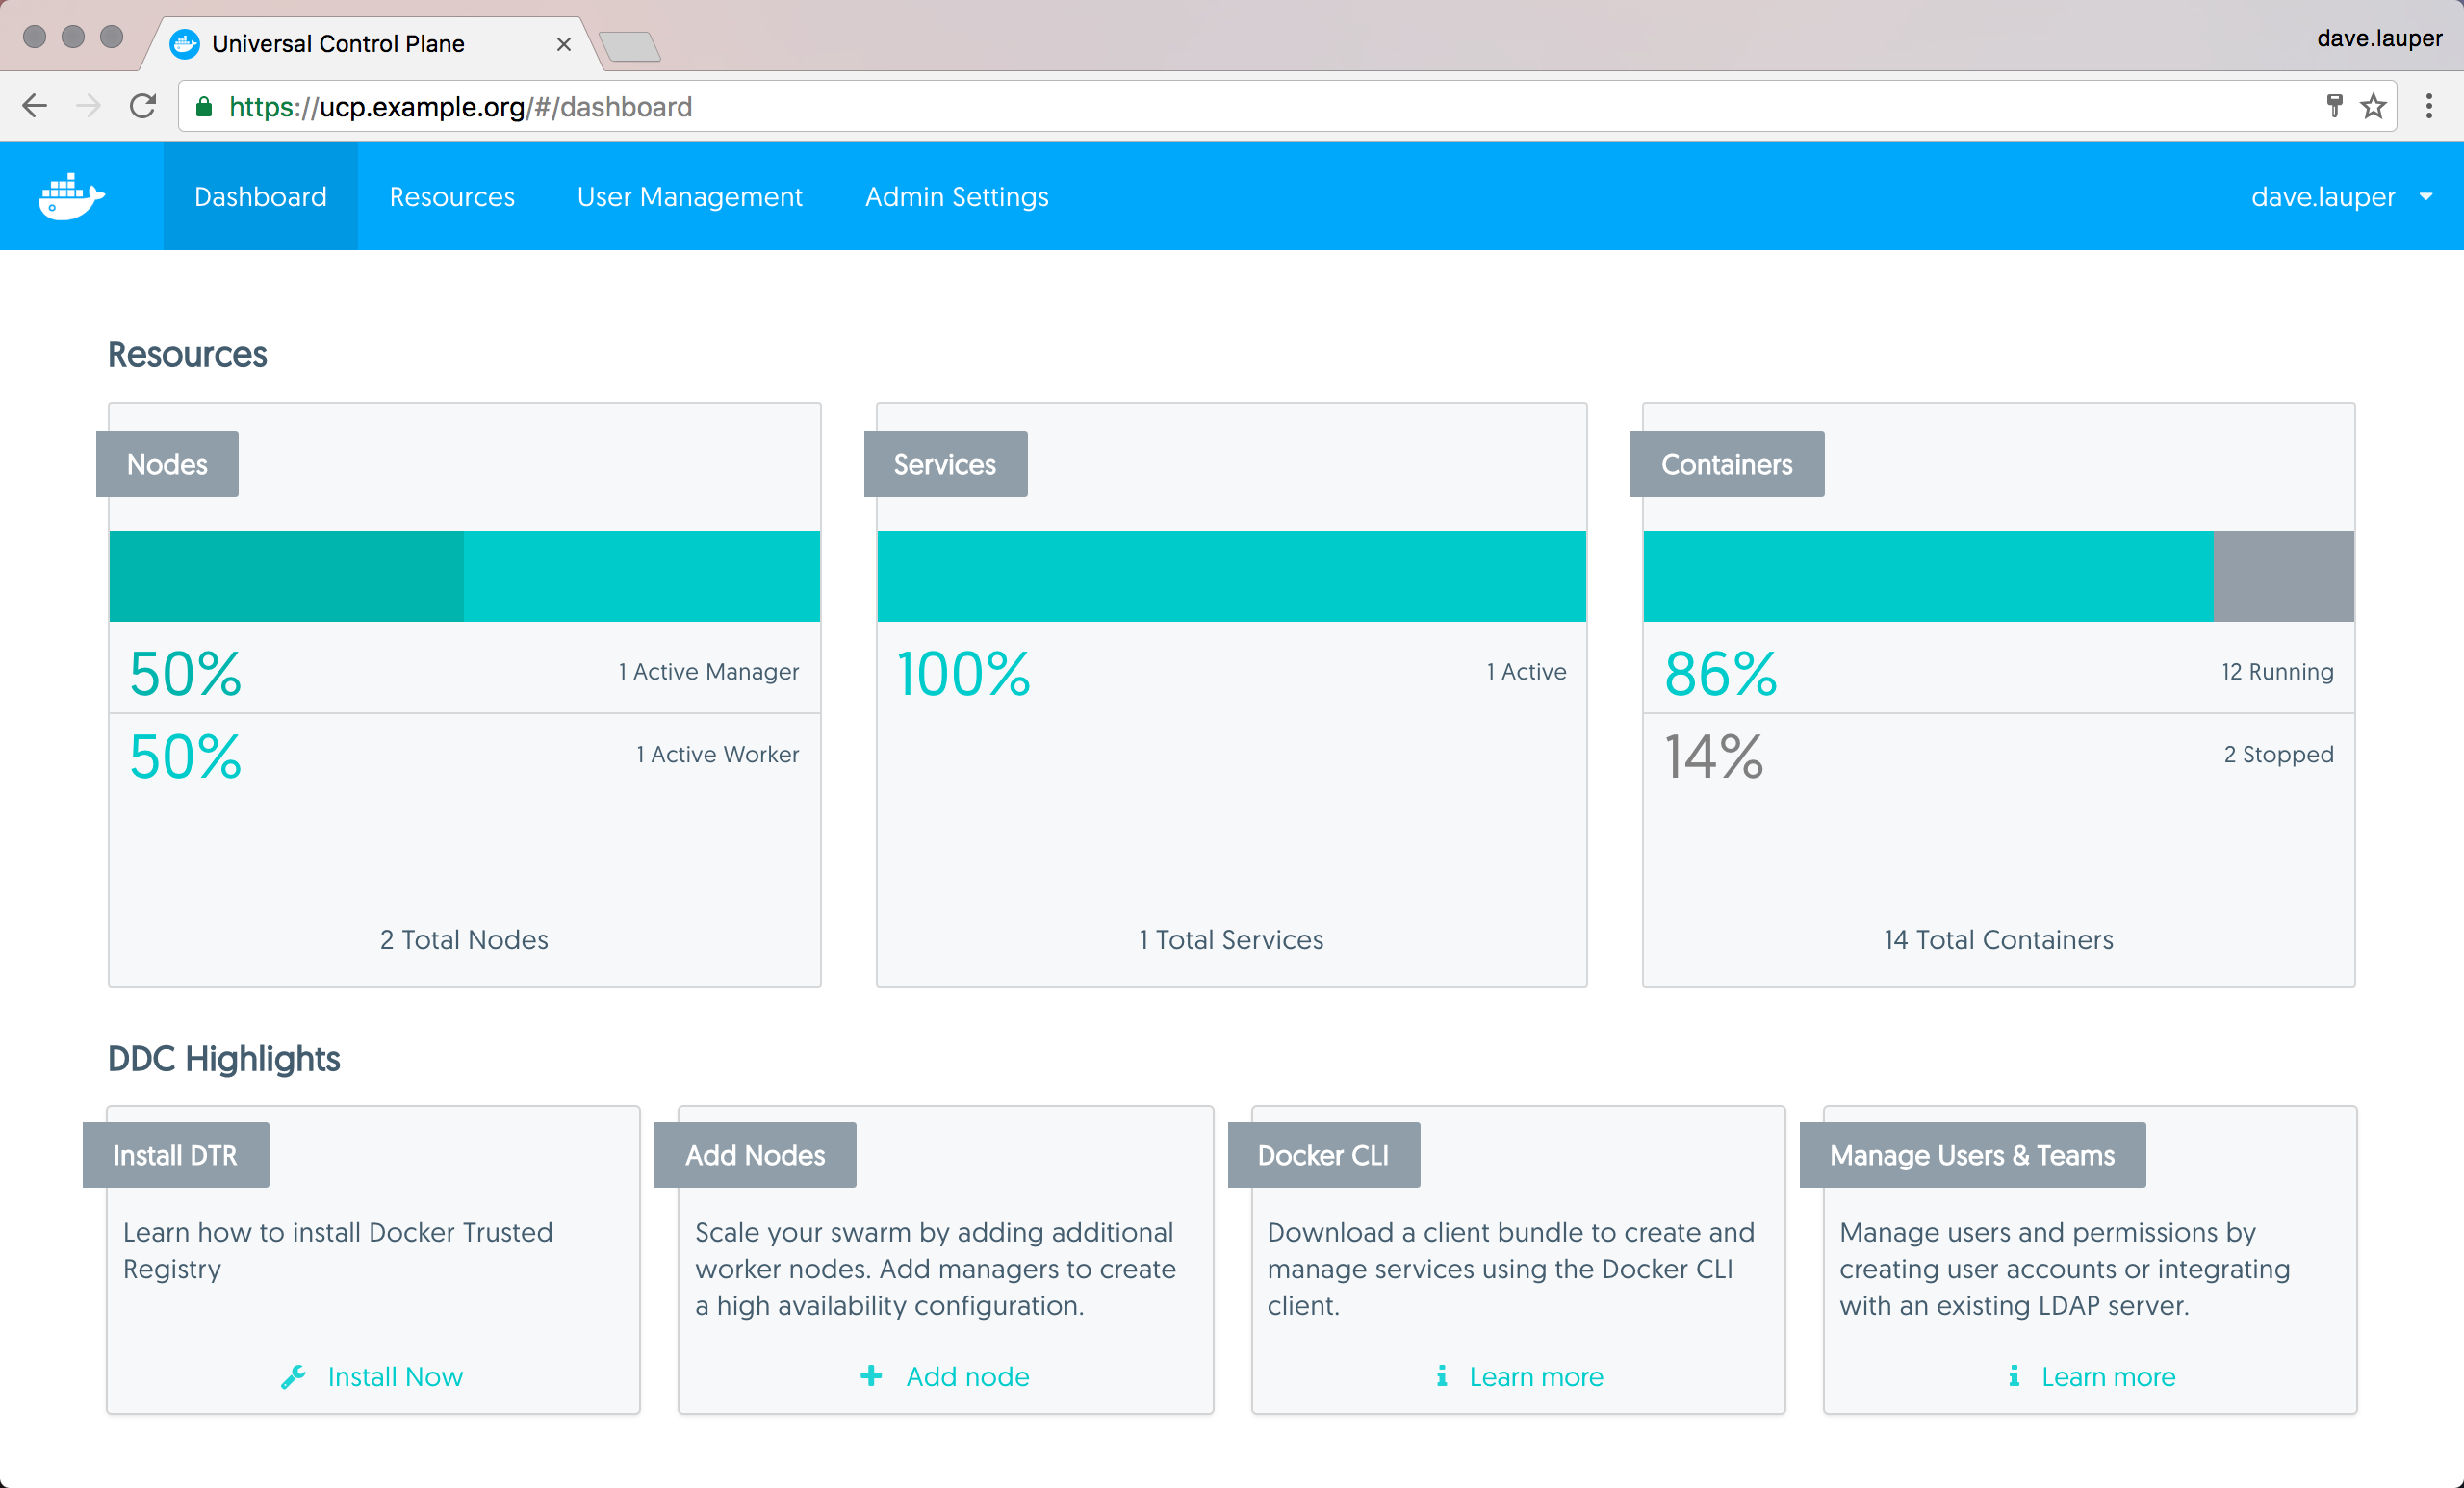 Universal Control Plane
dave.lauper
https://ucp.example.org/#/dashboard
Dashboard Resources User Management Admin Settings dave.lauper
Resources
Nodes
50% 1 Active Manager
50% 1 Active Worker
2 Total Nodes
Services
100% 1 Active
1 Total Services
Containers
86% 12 Running
14% 2 Stopped
14 Total Containers
DDC Highlights
Install DTR
Learn how to install Docker Trusted
Registry
Install Now
Add Nodes
Scale your swarm by adding additional
worker nodes. Add managers to create
a high availability configuration.
Add node
Docker CLI
Download a client bundle to create and
manage services using the Docker CLI
client.
Learn more
Manage Users & Teams
Manage users and permissions by
creating user accounts or integrating
with an existing LDAP server.
Learn more